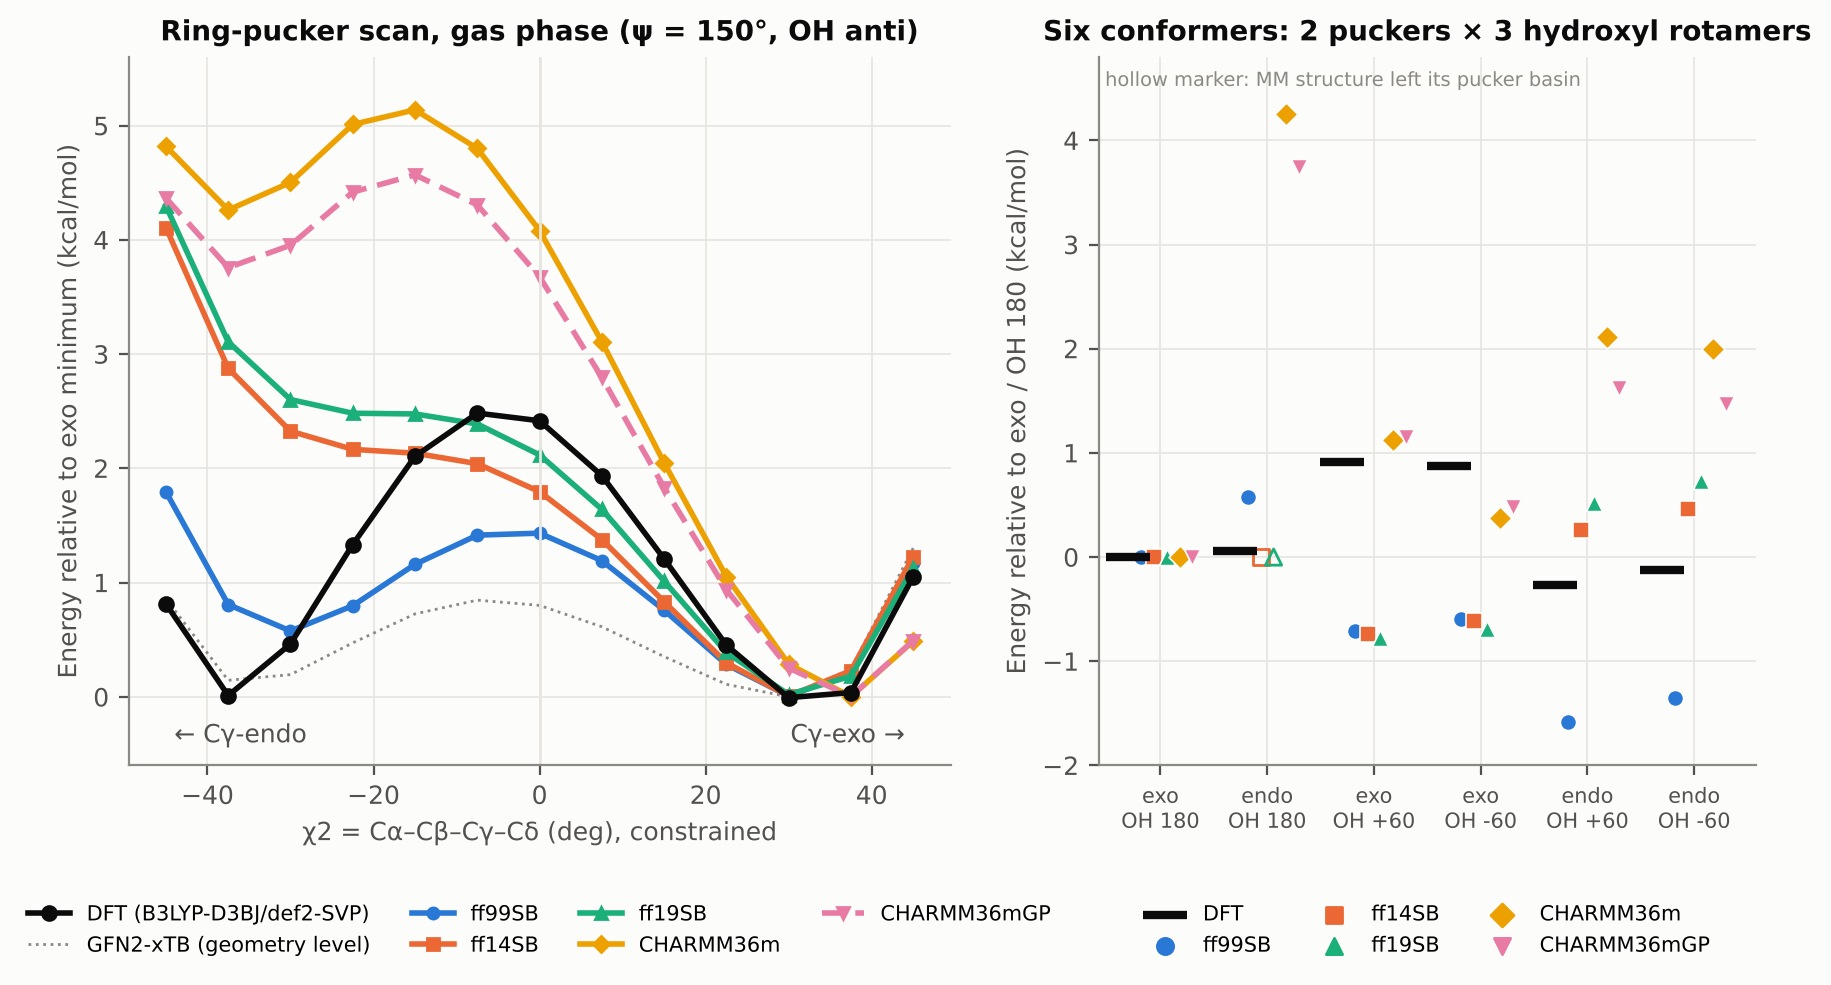 Ring-pucker scan, gas phase (ψ = 150°, OH anti)
Energy relative to exo minimum (kcal/mol)
5
4
3
2
1
0
← Cγ-endo
Cγ-exo →
−40
−20
0
20
40
χ2 = Cα–Cβ–Cγ–Cδ (deg), constrained
DFT (B3LYP-D3BJ/def2-SVP)
GFN2-xTB (geometry level)
ff99SB
ff14SB
ff19SB
CHARMM36m
CHARMM36mGP
Six conformers: 2 puckers × 3 hydroxyl rotamers
hollow marker: MM structure left its pucker basin
Energy relative to exo / OH 180 (kcal/mol)
4
3
2
1
0
−1
−2
exo
OH 180
endo
OH 180
exo
OH +60
exo
OH -60
endo
OH +60
endo
OH -60
DFT
ff99SB
ff14SB
ff19SB
CHARMM36m
CHARMM36mGP